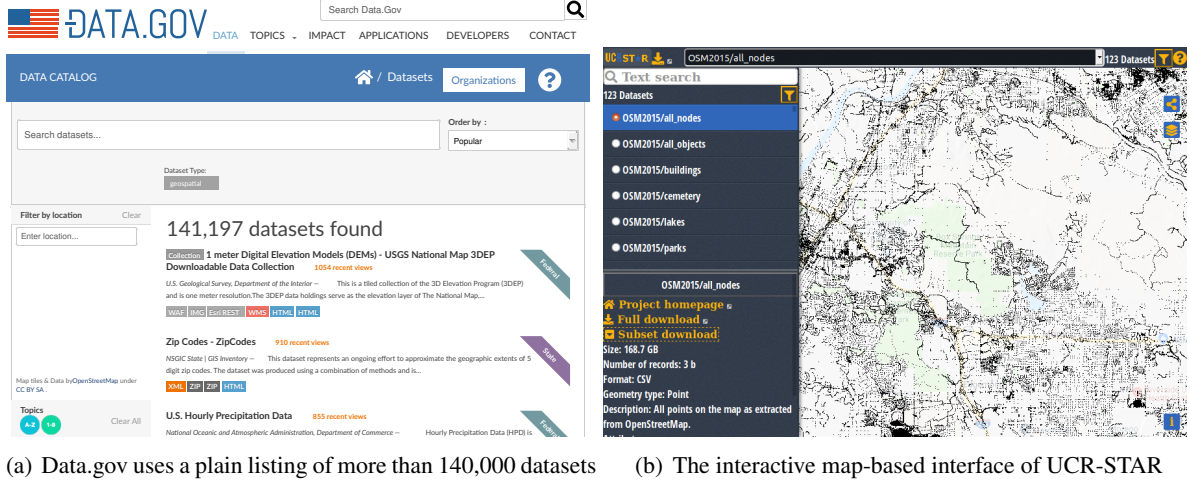 Search Data.Gov
DATA.GOV
DATA TOPICS IMPACT APPLICATIONS DEVELOPERS CONTACT
DATA CATALOG
/ Datasets
Organizations
?
Search datasets...
Order by :
Popular
Dataset Type:
geospatial
Filter by location
Clear
Enter location...
Map tiles & Data byOpenStreetMap under
CC BY SA .
Topics
Clear All
A-Z
1-9
141,197 datasets found
Collection 1 meter Digital Elevation Models (DEMs) - USGS National Map 3DEP
Downloadable Data Collection 1054 recent views
Federal
U.S. Geological Survey, Department of the Interior — This is a tiled collection of the 3D Elevation Program (3DEP)
and is one meter resolution.The 3DEP data holdings serve as the elevation layer of The National Map,...
WAF IMG Esri REST WMS HTML HTML
Zip Codes - ZipCodes 910 recent views
State
NSGIC State | GIS Inventory — This dataset represents an ongoing effort to approximate the geographic extents of 5
digit zip codes. The dataset was produced using a combination of methods and is...
XML ZIP ZIP HTML
U.S. Hourly Precipitation Data 855 recent views
Federal
National Oceanic and Atmospheric Administration, Department of Commerce — Hourly Precipitation Data (HPD) is
(a) Data.gov uses a plain listing of more than 140,000 datasets
UCR STAR
OSM2015/all_nodes
123 Datasets
?
Text search
123 Datasets
OSM2015/all_nodes
OSM2015/all_objects
OSM2015/buildings
OSM2015/cemetery
OSM2015/lakes
OSM2015/parks
OSM2015/all_nodes
Project homepage
Full download
Subset download
Size: 168.7 GB
Number of records: 3 b
Format: CSV
Geometry type: Point
Description: All points on the map as extracted
from OpenStreetMap.
i
(b) The interactive map-based interface of UCR-STAR